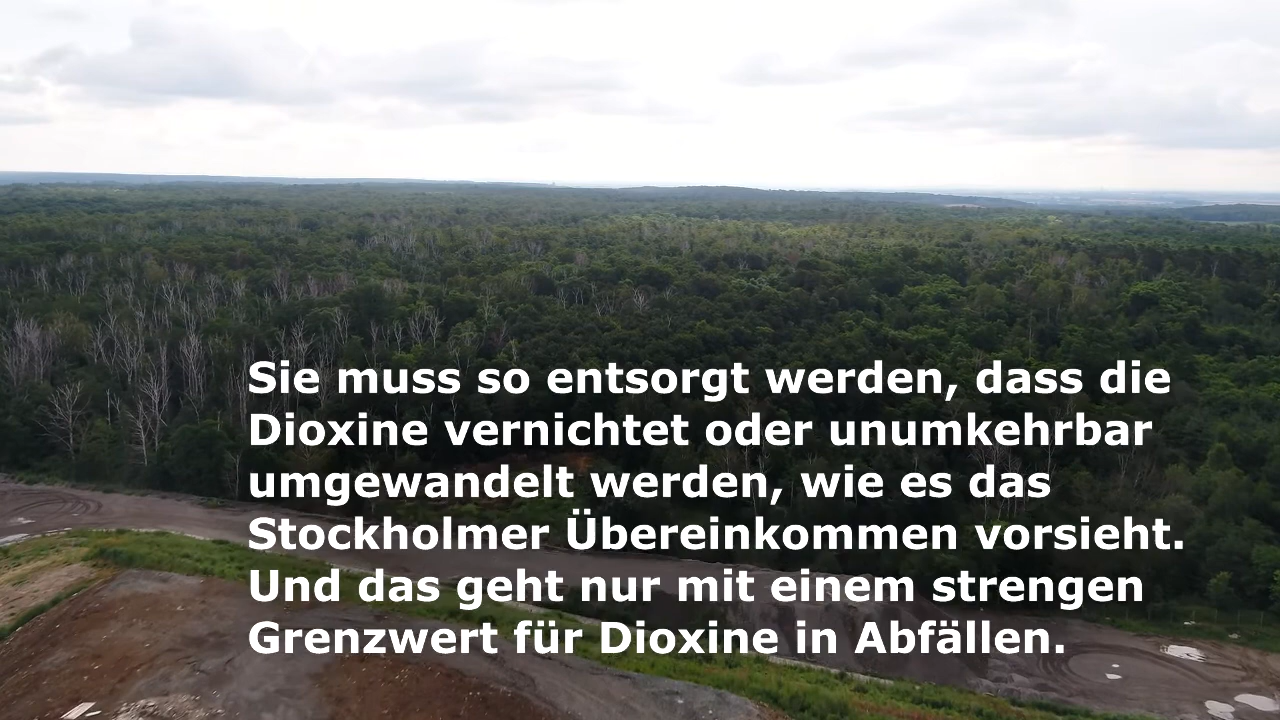 Sie muss so entsorgt werden, dass die
Dioxine vernichtet oder unumkehrbar
umgewandelt werden, wie es das
Stockholmer Übereinkommen vorsieht.
Und das geht nur mit einem strengen
Grenzwert für Dioxine in Abfällen.